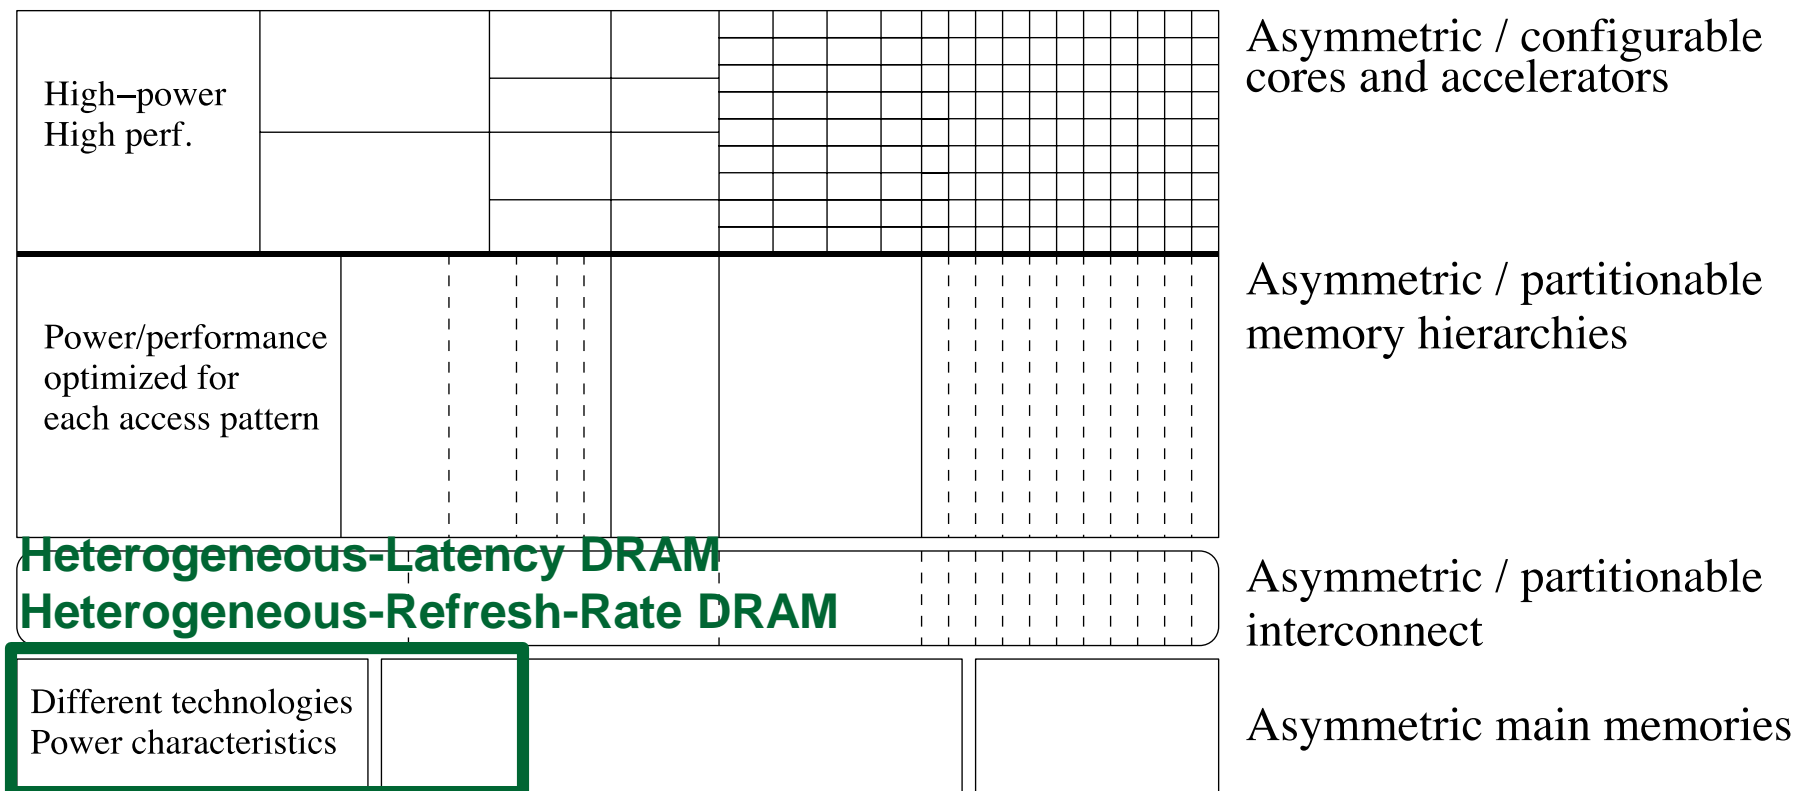 Asymmetric / configurable
cores and accelerators
High–power
High perf.
Asymmetric / partitionable
memory hierarchies
Power/performance
optimized for
each access pattern
Heterogeneous-Latency DRAM
Heterogeneous-Refresh-Rate DRAM
Asymmetric / partitionable
interconnect
Different technologies
Power characteristics
Asymmetric main memories